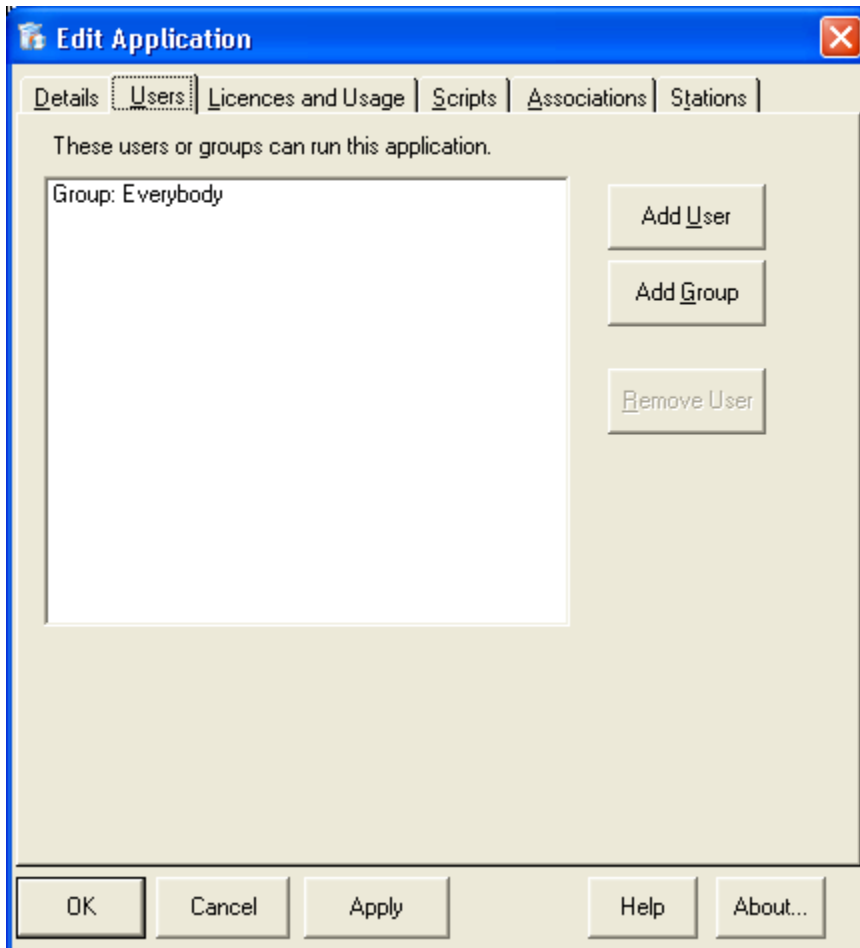 Edit Application
Details Users Licences and Usage Scripts Associations Stations
These users or groups can run this application.
Group: Everybody
Add User
Add Group
Remove User
OK Cancel Apply Help About...